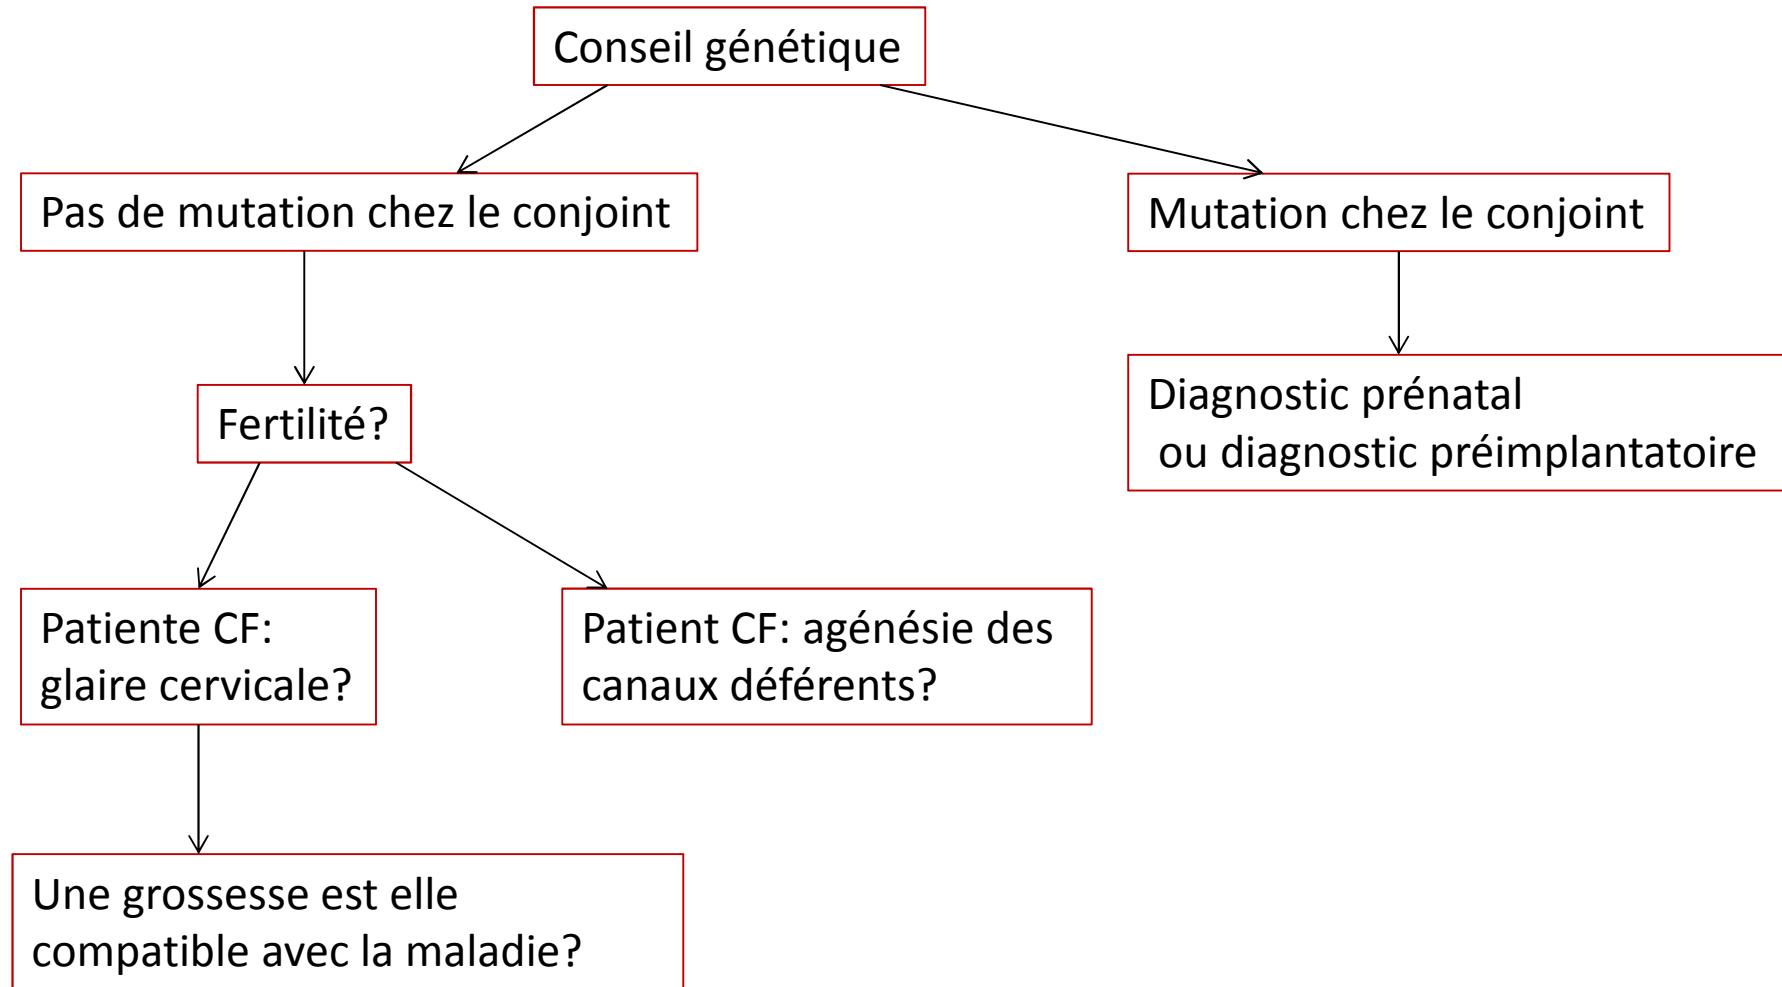 Conseil génétique
Pas de mutation chez le conjoint
Mutation chez le conjoint
Fertilité?
Diagnostic prénatal
ou diagnostic préimplantatoire
Patiente CF:
glaire cervicale?
Patient CF: agénésie des
canaux déférents?
Une grossesse est elle
compatible avec la maladie?